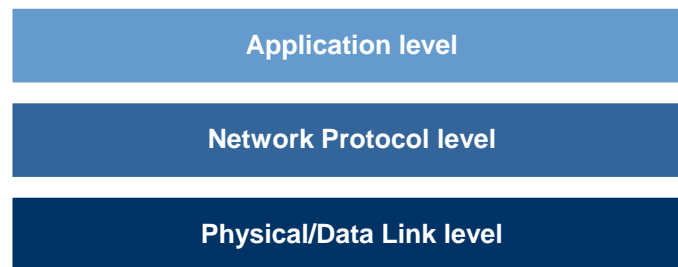 Application level
Network Protocol level
Physical/Data Link level